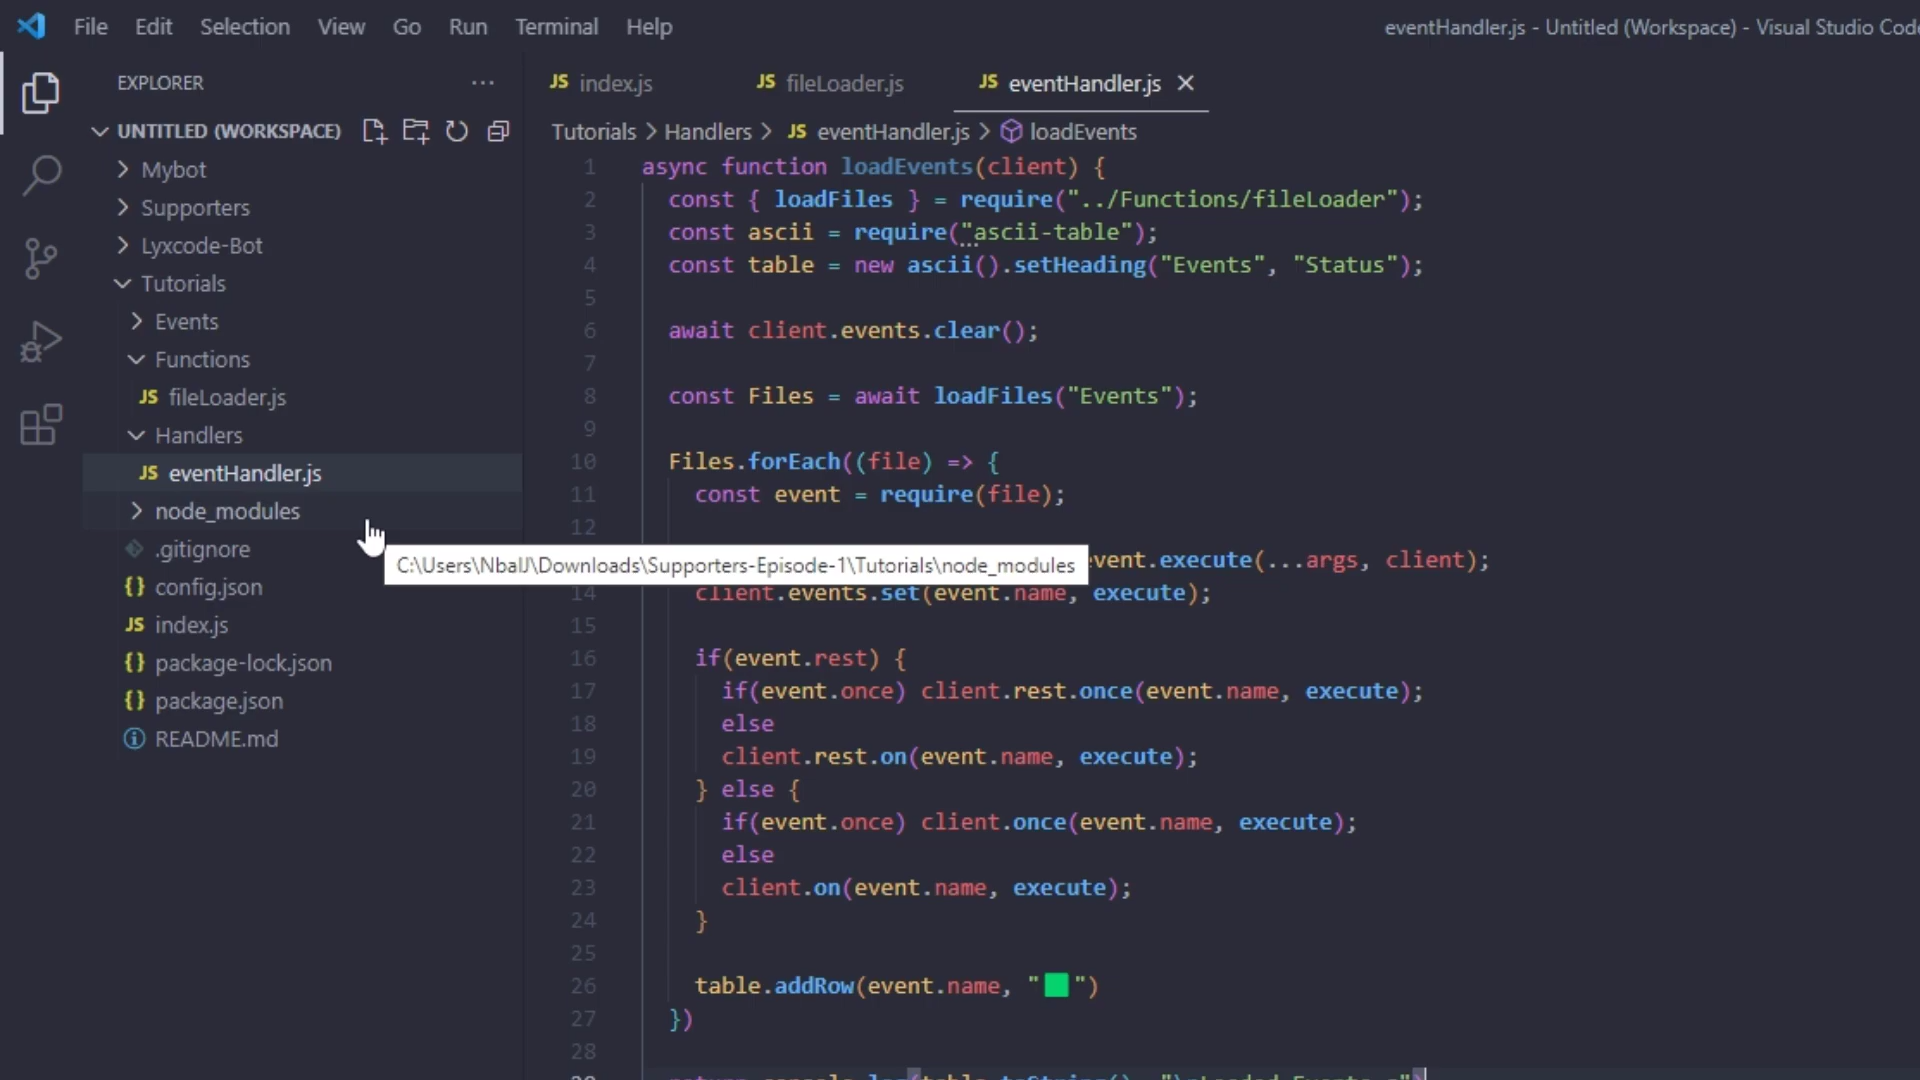 File Edit Selection View Go Run Terminal Help
eventHandler.js - Untitled (Workspace) - Visual Studio Code
EXPLORER ...
UNTITLED (WORKSPACE)
Mybot
Supporters
Lyxcode-Bot
Tutorials
Events
Functions
JS fileLoader.js
Handlers
JS eventHandler.js
node_modules
.gitignore
{} config.json
JS index.js
{} package-lock.json
{} package.json
README.md
C:\Users\NbalJ\Downloads\Supporters-Episode-1\Tutorials\node_modules
JS index.js JS fileLoader.js JS eventHandler.js
Tutorials > Handlers > JS eventHandler.js > loadEvents
1 async function loadEvents(client) {
2 const { loadFiles } = require("../Functions/fileLoader");
3 const ascii = require("ascii-table");
4 const table = new ascii().setHeading("Events", "Status");
5
6 await client.events.clear();
7
8 const Files = await loadFiles("Events");
9
10 Files.forEach((file) => {
11 const event = require(file);
12
vent.execute(...args, client);
14 client.events.set(event.name, execute);
15
16 if(event.rest) {
17 if(event.once) client.rest.once(event.name, execute);
18 else
19 client.rest.on(event.name, execute);
20 } else {
21 if(event.once) client.once(event.name, execute);
22 else
23 client.on(event.name, execute);
24 }
25
26 table.addRow(event.name, "🟩")
27 })
28